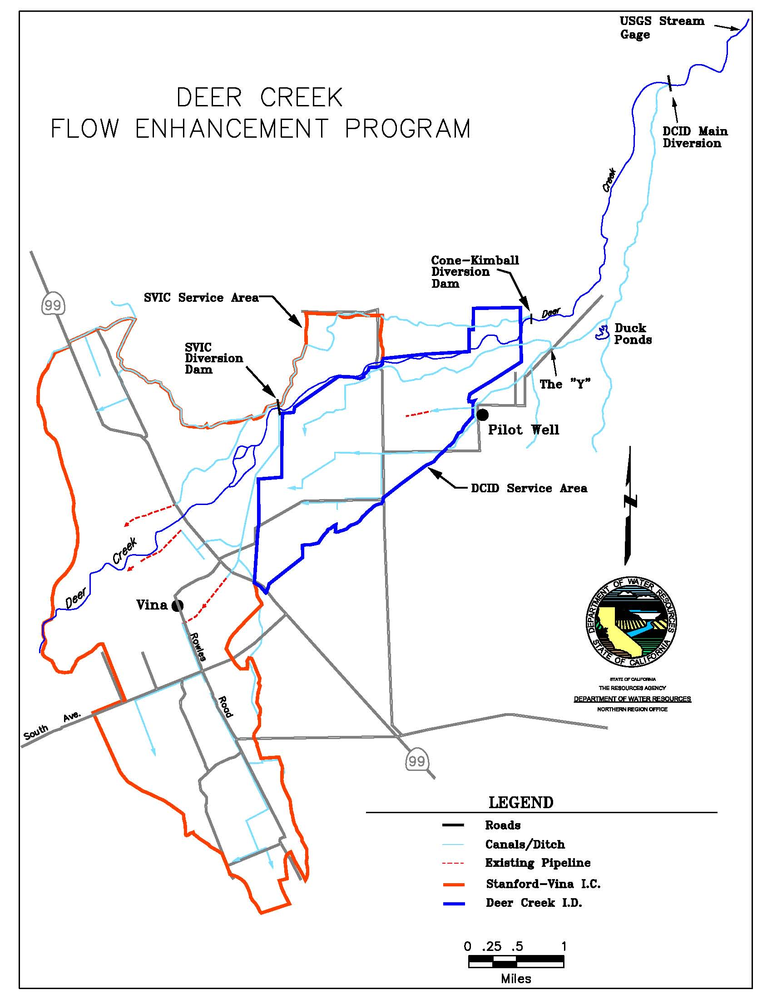 USGS Stream
Gage
DEER CREEK
FLOW ENHANCEMENT PROGRAM
DCID Main
Diversion
Creek
Cone-Kimball
Diversion
Dam
99
SVIC Service Area
Deer
Duck
Ponds
SVIC
Diversion
Dam
The "Y"
Pilot Well
DCID Service Area
N
Creek
Deer
Vina
Rowles
Road
South Ave.
DEPARTMENT OF WATER RESOURCES
STATE OF CALIFORNIA
STATE OF CALIFORNIA
THE RESOURCES AGENCY
DEPARTMENT OF WATER RESOURCES
NORTHERN REGION OFFICE
99
LEGEND
Roads
Canals/Ditch
Existing Pipeline
Stanford-Vina I.C.
Deer Creek I.D.
0 .25 .5 1
Miles